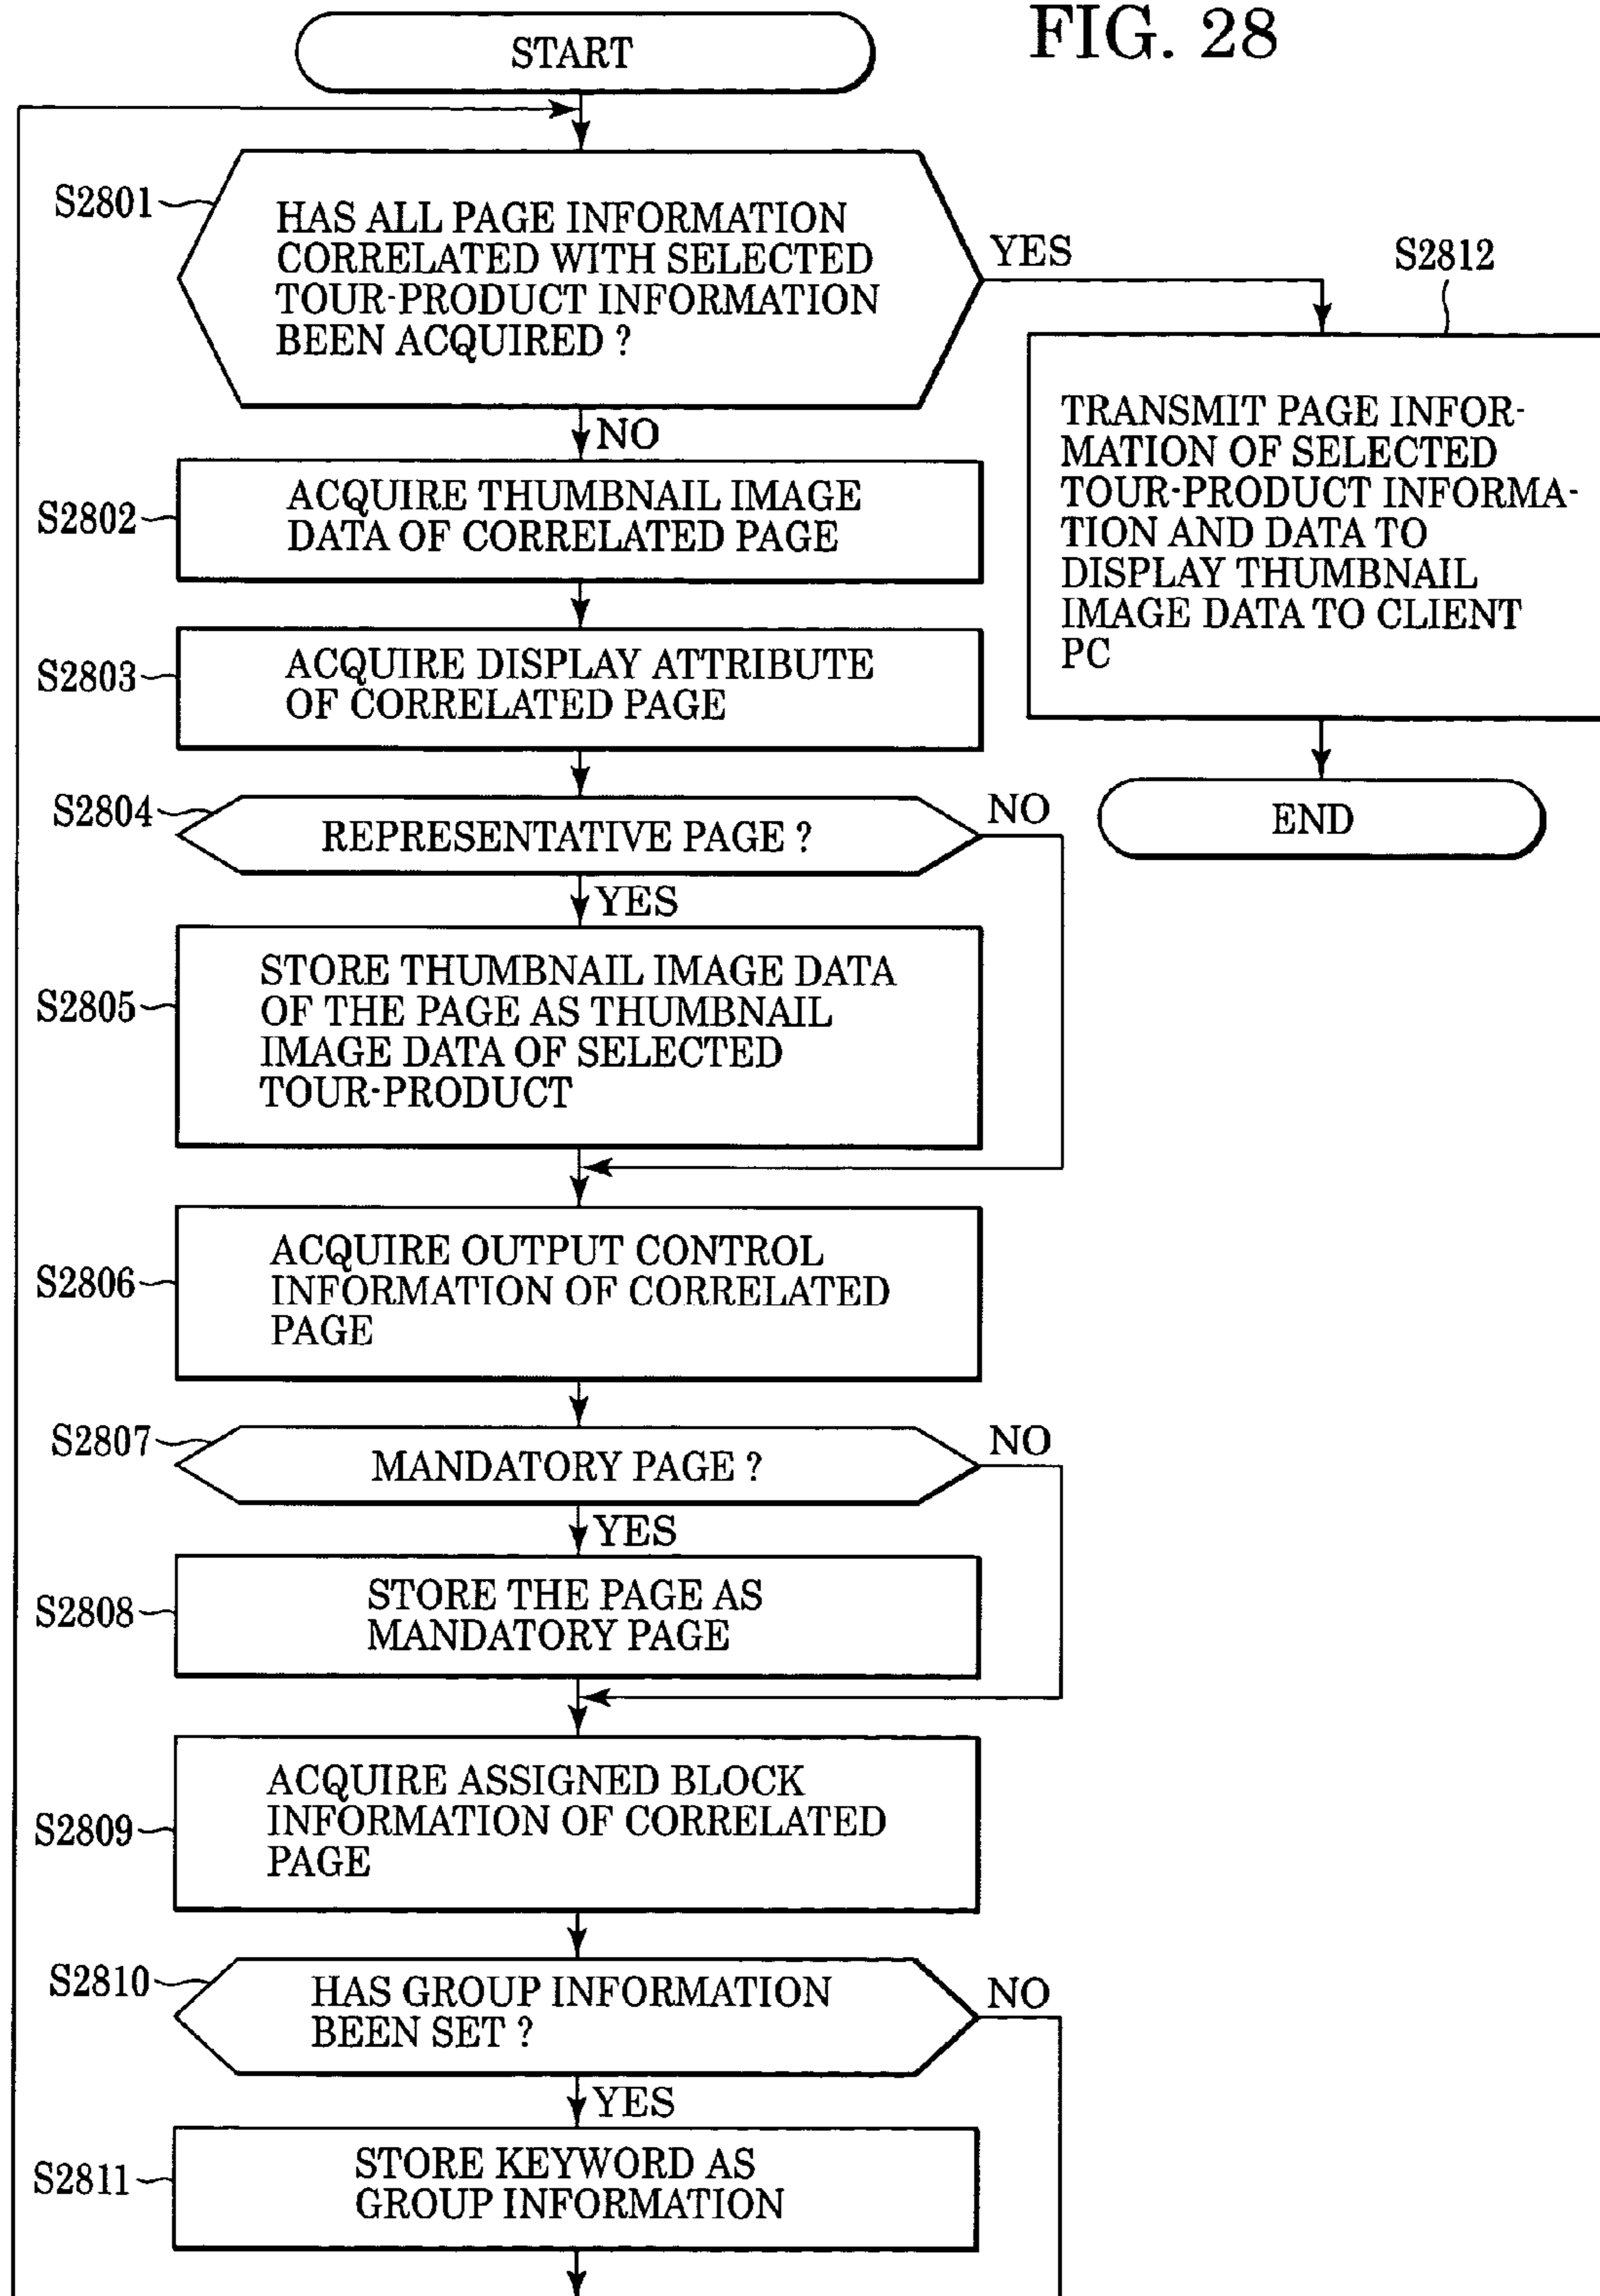 FIG. 28
START
S2801
HAS ALL PAGE INFORMATION
CORRELATED WITH SELECTED
TOUR-PRODUCT INFORMATION
BEEN ACQUIRED ?
YES
NO
S2812
TRANSMIT PAGE INFOR-
MATION OF SELECTED
TOUR-PRODUCT INFORMA-
TION AND DATA TO
DISPLAY THUMBNAIL
IMAGE DATA TO CLIENT
PC
END
S2802
ACQUIRE THUMBNAIL IMAGE
DATA OF CORRELATED PAGE
S2803
ACQUIRE DISPLAY ATTRIBUTE
OF CORRELATED PAGE
S2804
REPRESENTATIVE PAGE ?
NO
YES
S2805
STORE THUMBNAIL IMAGE DATA
OF THE PAGE AS THUMBNAIL
IMAGE DATA OF SELECTED
TOUR-PRODUCT
S2806
ACQUIRE OUTPUT CONTROL
INFORMATION OF CORRELATED
PAGE
S2807
MANDATORY PAGE ?
NO
YES
S2808
STORE THE PAGE AS
MANDATORY PAGE
S2809
ACQUIRE ASSIGNED BLOCK
INFORMATION OF CORRELATED
PAGE
S2810
HAS GROUP INFORMATION
BEEN SET ?
NO
YES
S2811
STORE KEYWORD AS
GROUP INFORMATION